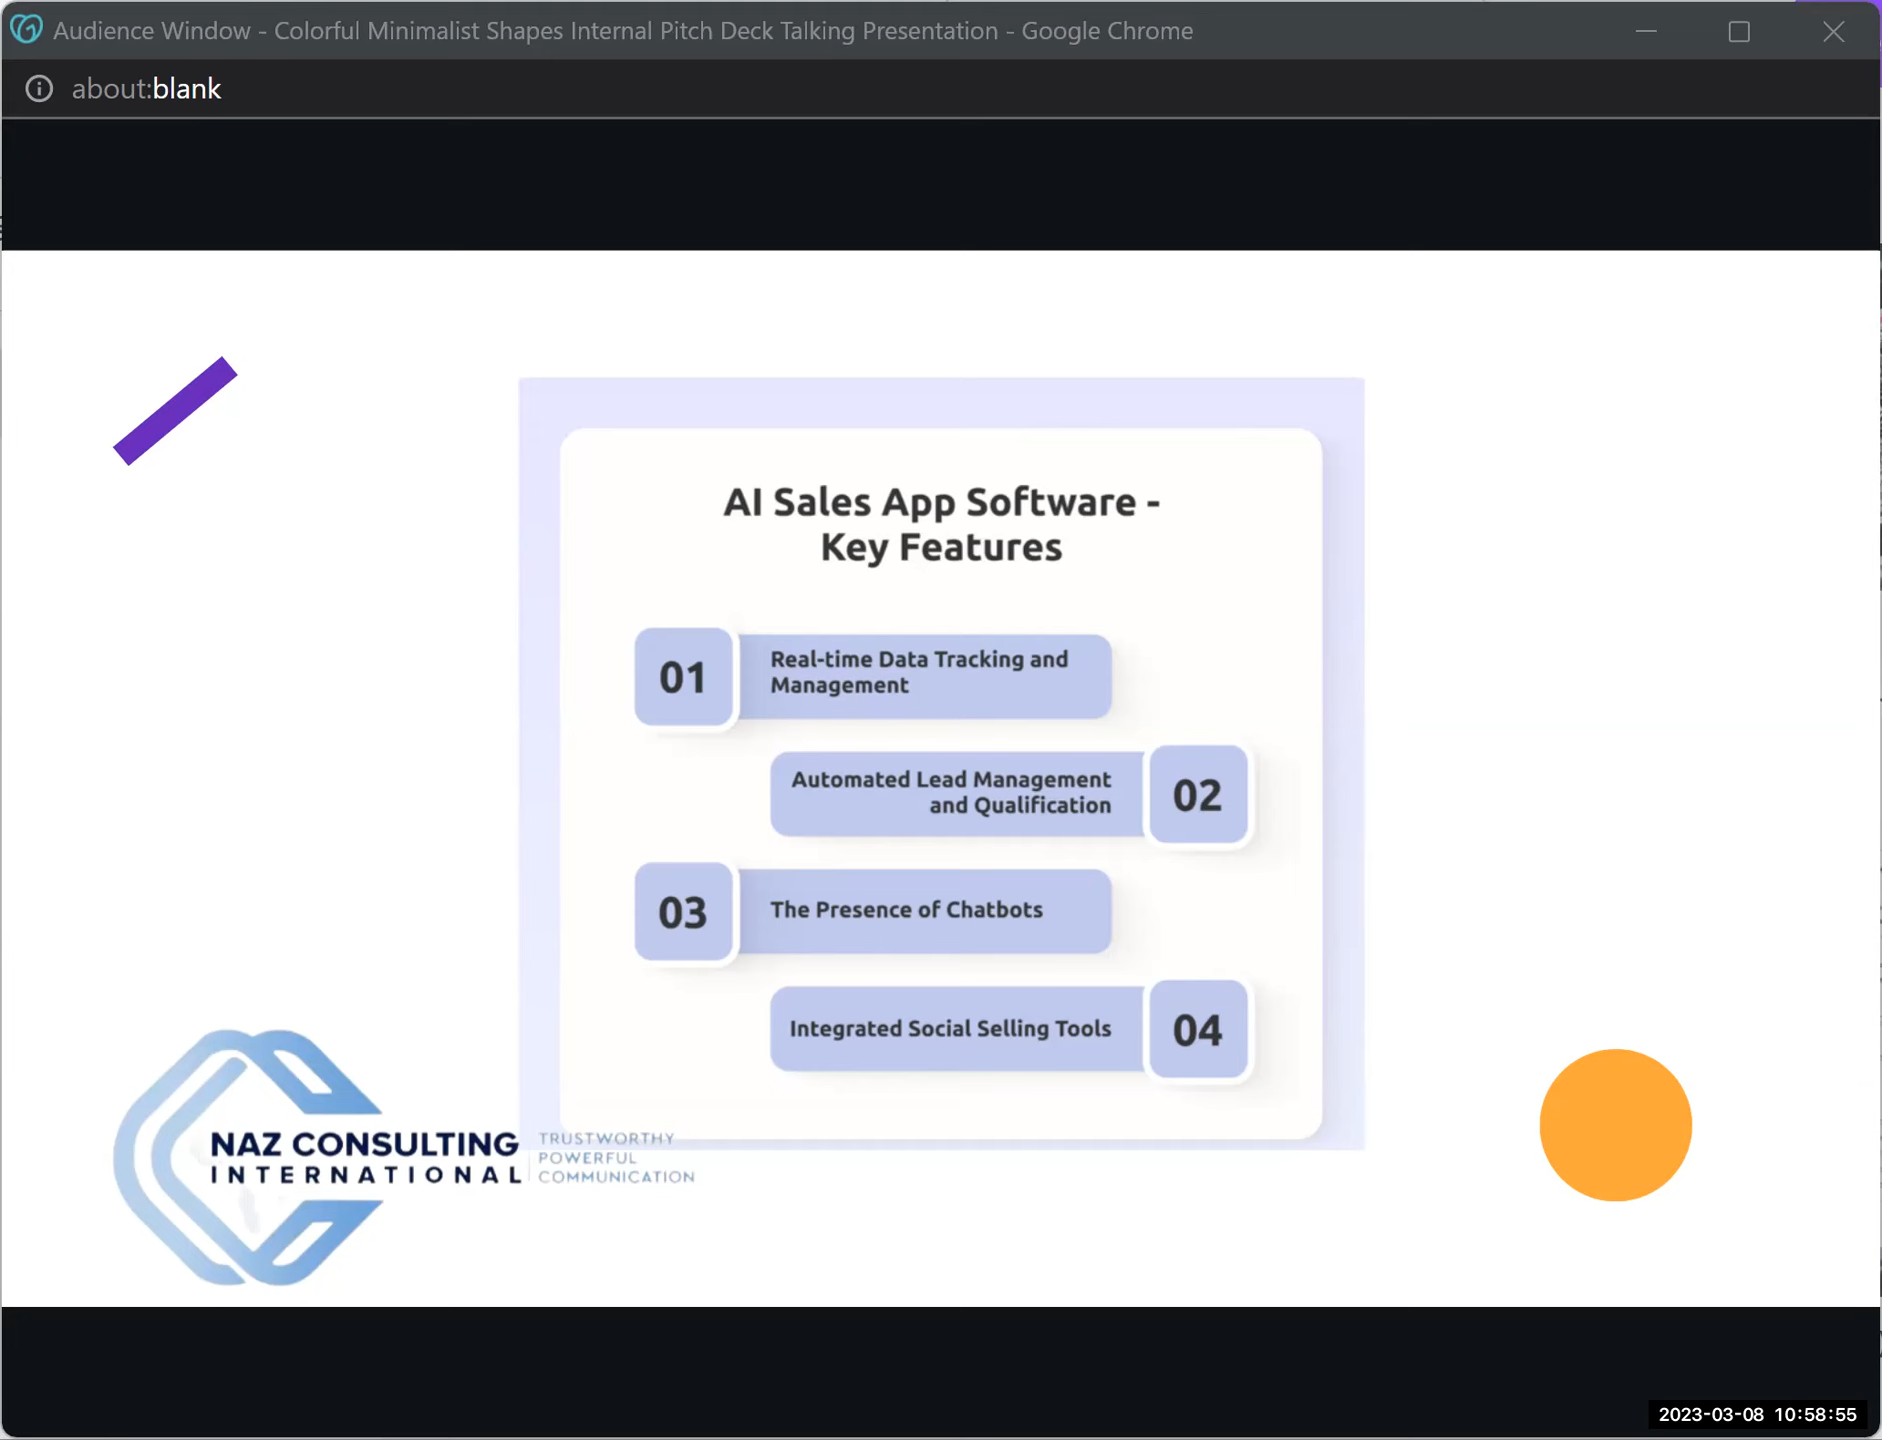 Audience Window - Colorful Minimalist Shapes Internal Pitch Deck Talking Presentation - Google Chrome
about:blank
AI Sales App Software -
Key Features
01
Real-time Data Tracking and
Management
Automated Lead Management
and Qualification
02
03
The Presence of Chatbots
Integrated Social Selling Tools
04
NAZ CONSULTING
INTERNATIONAL
TRUSTWORTHY
POWERFUL
COMMUNICATION
2023-03-08 10:58:55